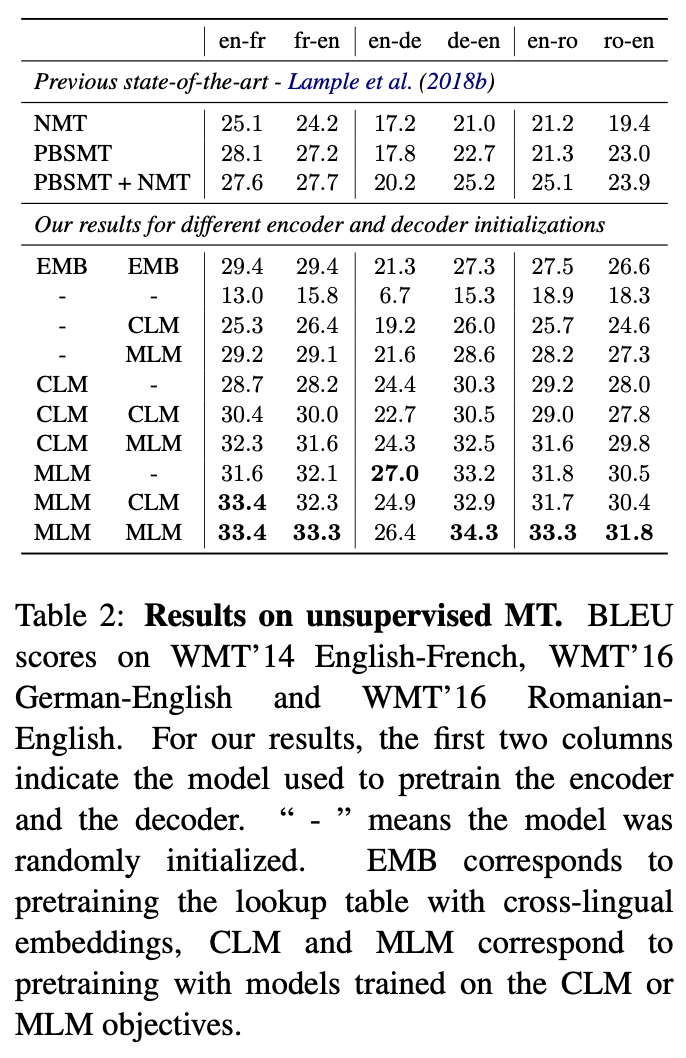 en-fr fr-en en-de de-en en-ro ro-en
Previous state-of-the-art - Lample et al. (2018b)
NMT 25.1 24.2 17.2 21.0 21.2 19.4
PBSMT 28.1 27.2 17.8 22.7 21.3 23.0
PBSMT + NMT 27.6 27.7 20.2 25.2 25.1 23.9
Our results for different encoder and decoder initializations
EMB EMB 29.4 29.4 21.3 27.3 27.5 26.6
- - 13.0 15.8 6.7 15.3 18.9 18.3
- CLM 25.3 26.4 19.2 26.0 25.7 24.6
- MLM 29.2 29.1 21.6 28.6 28.2 27.3
CLM - 28.7 28.2 24.4 30.3 29.2 28.0
CLM CLM 30.4 30.0 22.7 30.5 29.0 27.8
CLM MLM 32.3 31.6 24.3 32.5 31.6 29.8
MLM - 31.6 32.1 27.0 33.2 31.8 30.5
MLM CLM 33.4 32.3 24.9 32.9 31.7 30.4
MLM MLM 33.4 33.3 26.4 34.3 33.3 31.8
Table 2: Results on unsupervised MT. BLEU
scores on WMT'14 English-French, WMT'16
German-English and WMT'16 Romanian-
English. For our results, the first two columns
indicate the model used to pretrain the encoder
and the decoder. “ - ” means the model was
randomly initialized. EMB corresponds to
pretraining the lookup table with cross-lingual
embeddings, CLM and MLM correspond to
pretraining with models trained on the CLM or
MLM objectives.